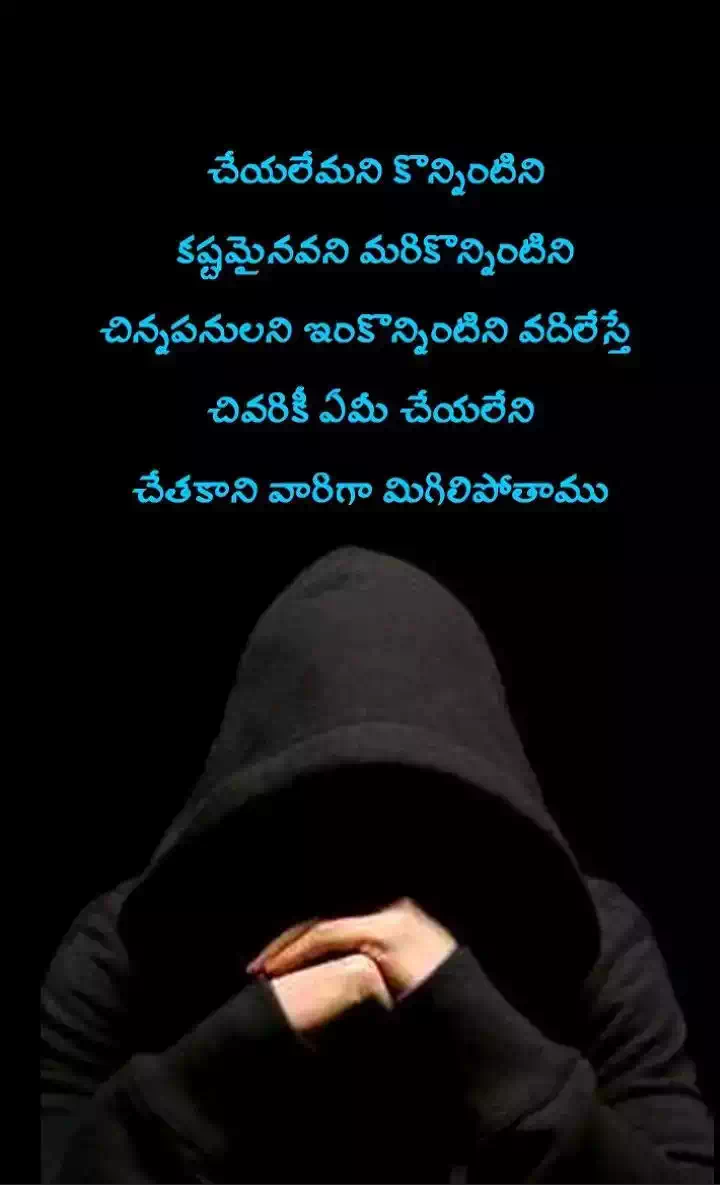 చేయలేమని కొన్నింటిని
కష్టమైనవని మరికొన్నింటిని
చిన్నపనులని ఇంకొన్నింటిని వదిలేస్తే
చివరికీ ఏమీ చేయలేని
చేతకాని వారిగా మిగిలిపోతాము